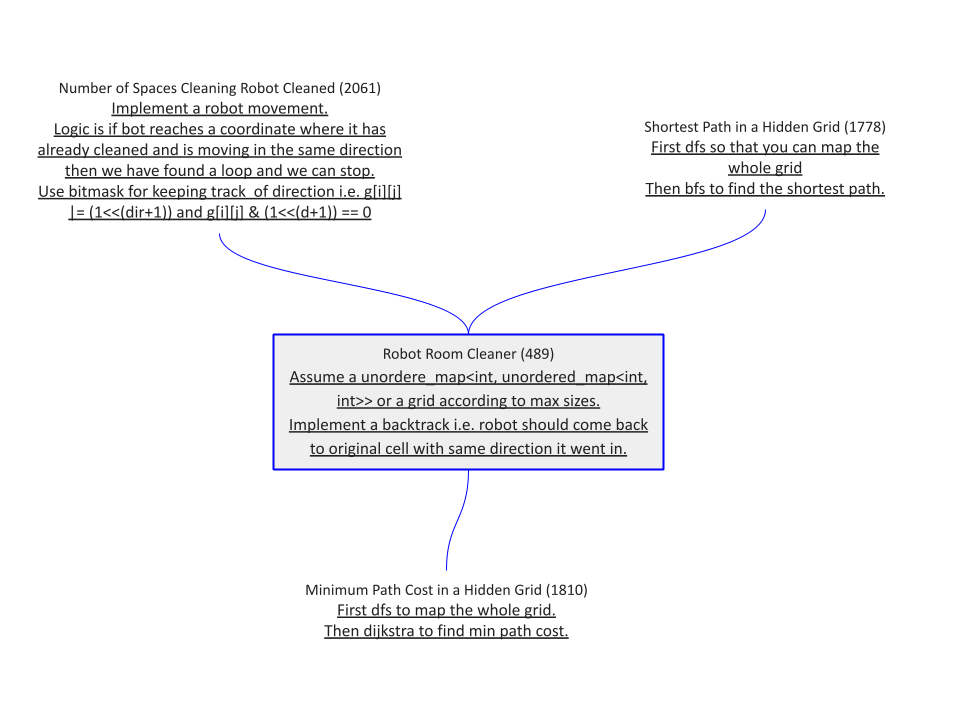 Number of Spaces Cleaning Robot Cleaned (2061)
Implement a robot movement.
Logic is if bot reaches a coordinate where it has
already cleaned and is moving in the same direction
then we have found a loop and we can stop.
Use bitmask for keeping track  of direction i.e. g[i][j]
|= (1<<(dir+1)) and g[i][j] & (1<<(d+1)) == 0
Shortest Path in a Hidden Grid (1778)
First dfs so that you can map the
whole grid
Then bfs to find the shortest path.
Robot Room Cleaner (489)
Assume a unordere_map<int, unordered_map<int,
int>> or a grid according to max sizes.
Implement a backtrack i.e. robot should come back
to original cell with same direction it went in.
Minimum Path Cost in a Hidden Grid (1810)
First dfs to map the whole grid.
Then dijkstra to find min path cost.